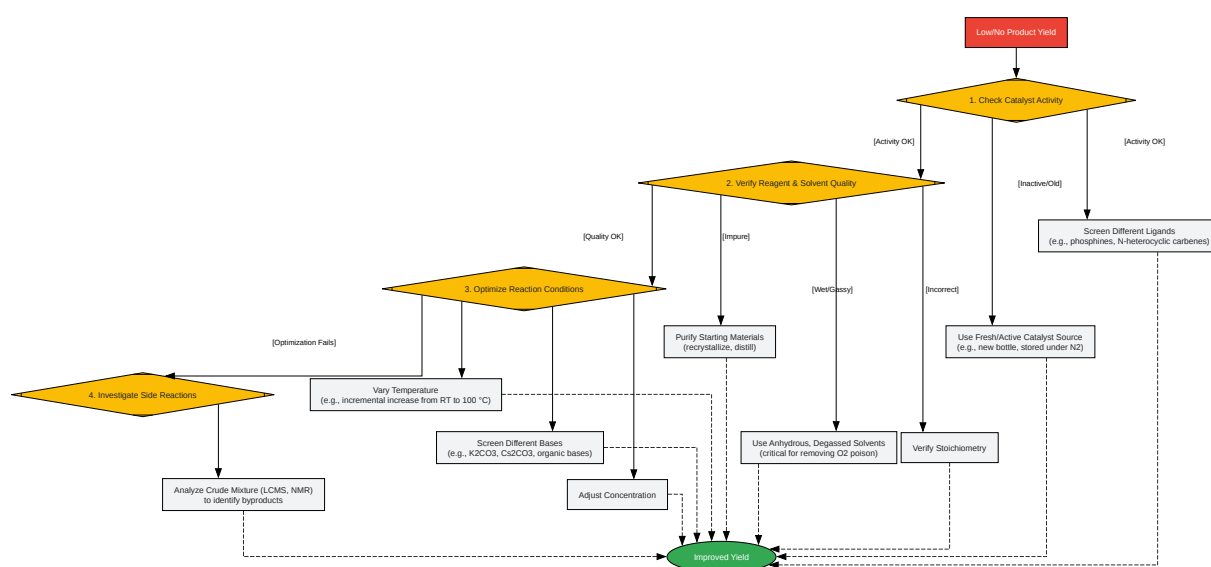 Low/No Product Yield
1. Check Catalyst Activity
[Activity OK]
[Activity OK]
2. Verify Reagent & Solvent Quality
[Inactive/Old]
Screen Different Ligands
(e.g., phosphines, N-heterocyclic carbenes)
[Quality OK]
[Impure]
[Wet/Gassy]
[Incorrect]
3. Optimize Reaction Conditions
Purify Starting Materials
(recrystallize, distill)
Use Fresh/Active Catalyst Source
(e.g., new bottle, stored under N2)
[Optimization Fails]
4. Investigate Side Reactions
Vary Temperature
(e.g., incremental increase from RT to 100 °C)
Screen Different Bases
(e.g., K2CO3, Cs2CO3, organic bases)
Use Anhydrous, Degassed Solvents
(critical for removing O2 poison)
Verify Stoichiometry
Analyze Crude Mixture (LCMS, NMR)
to identify byproducts
Adjust Concentration
Improved Yield